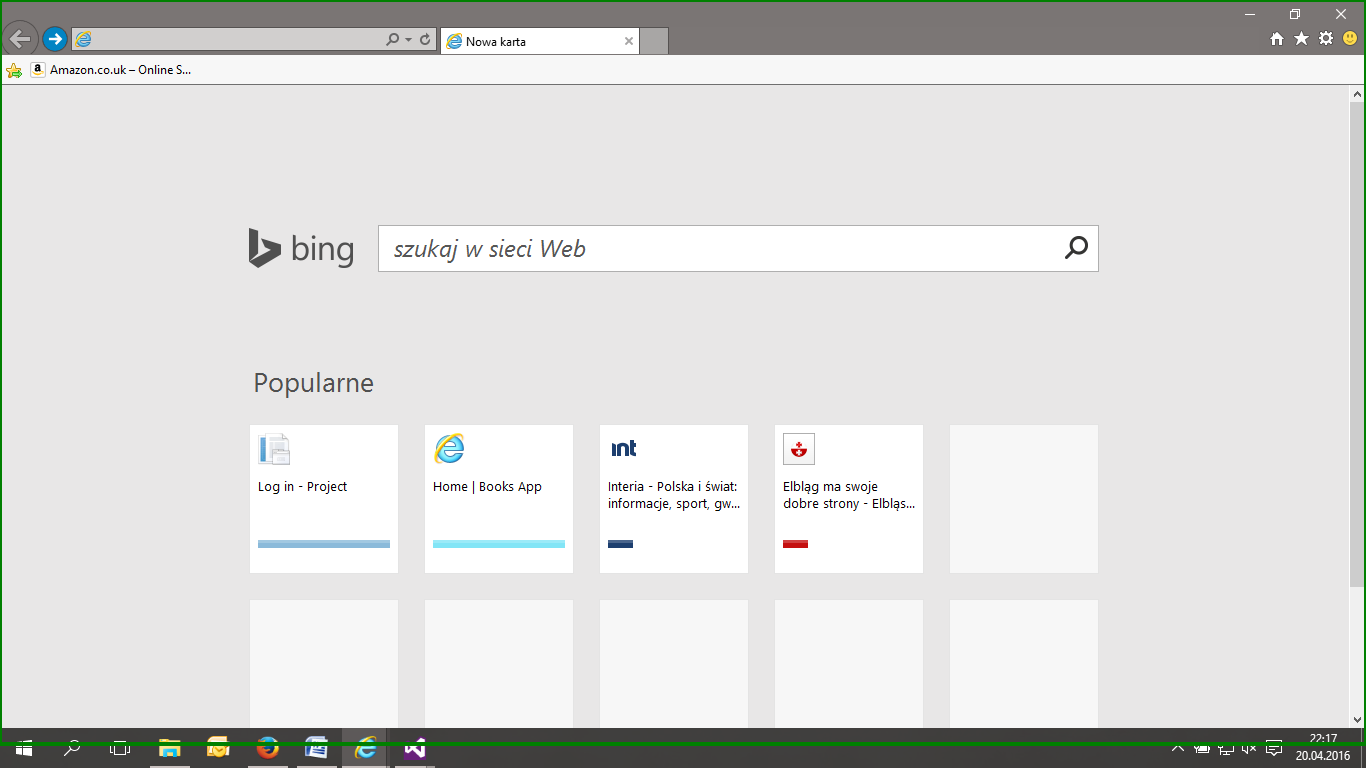 Nowa karta
Amazon.co.uk – Online S...
bing
szukaj w sieci Web
Popularne
Log in - Project
Home | Books App
ınt
Interia - Polska i świat:
informacje, sport, gw...
Elbląg ma swoje
dobre strony - Elbląs...
22:17
20.04.2016